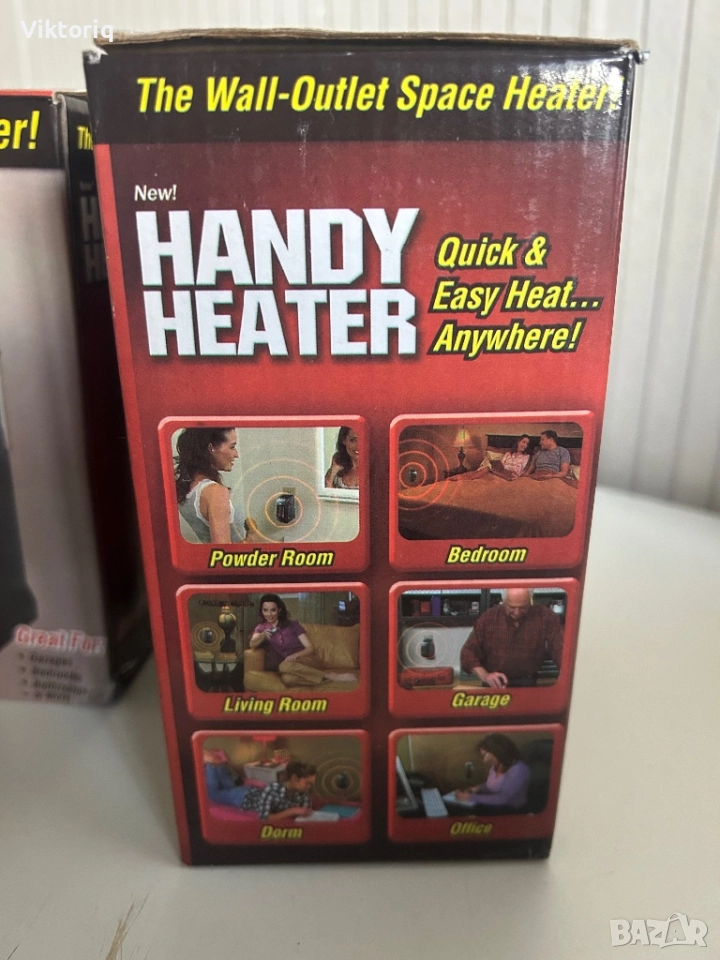 Viktoriq
The Wall-Outlet Space Heater!
er!
New!
HANDY
HEATER
Quick &
Easy Heat...
Anywhere!
Powder Room
Bedroom
Living Room
Garage
Dorm
Office
Great For:
BAZAR